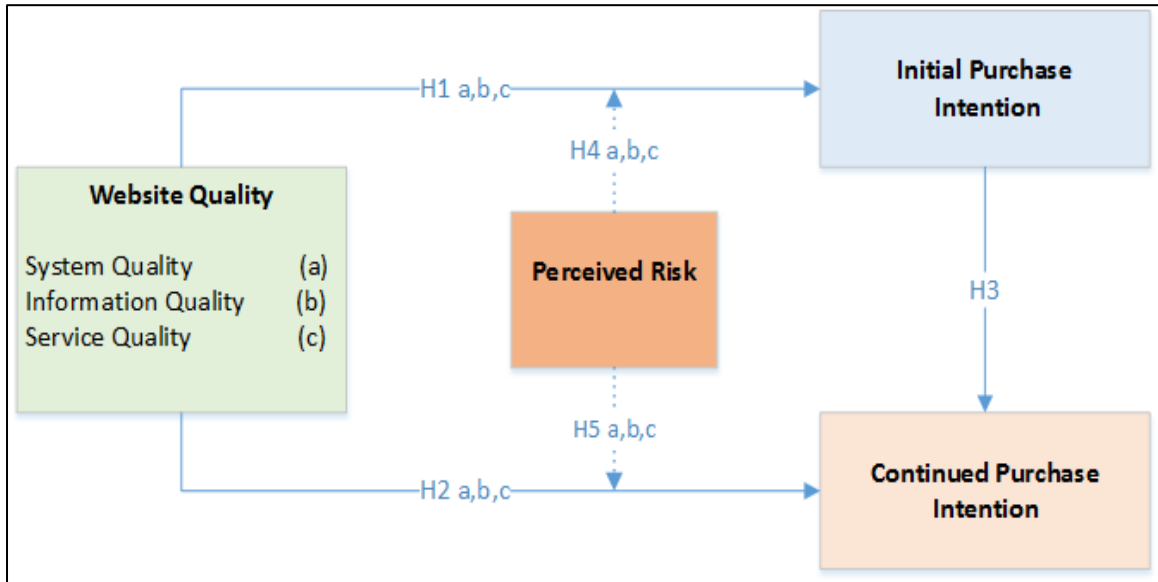 H1 a,b,c
Initial Purchase
Intention
H4 a,b,c
Website Quality
System Quality (a)
Information Quality (b)
Service Quality (c)
Perceived Risk
H3
H5 a,b,c
H2 a,b,c
Continued Purchase
Intention